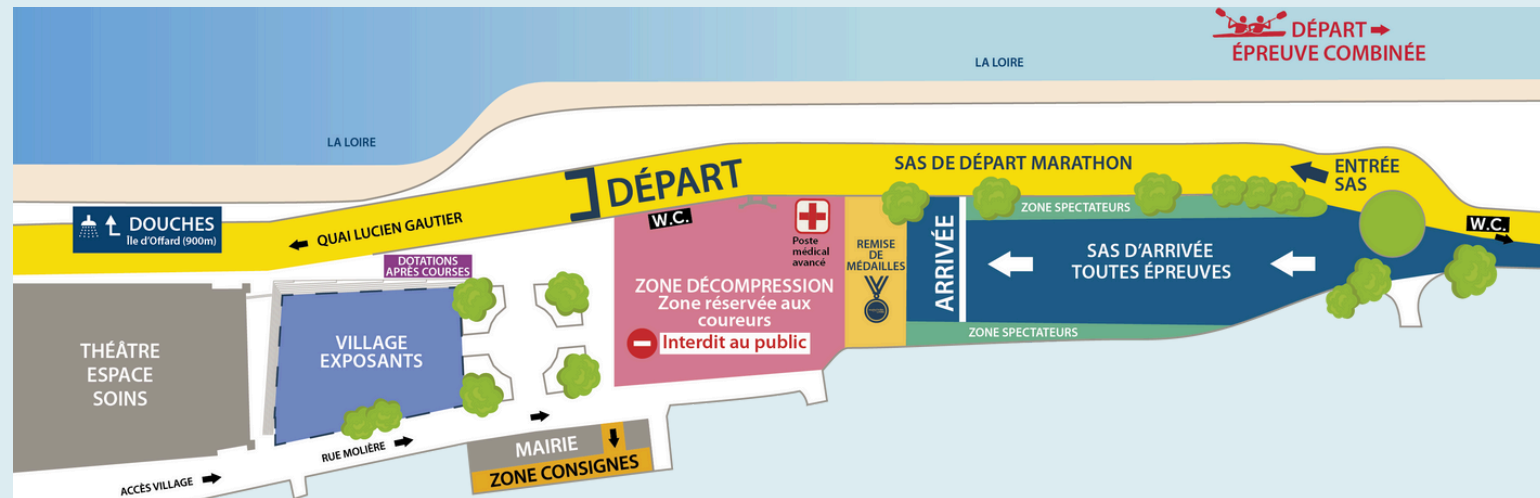 DÉPART
ÉPREUVE COMBINÉE
LA LOIRE
LA LOIRE
SAS DE DÉPART MARATHON
ENTRÉE
SAS
DÉPART
DOUCHES
Île d'Offard (900m)
QUAI LUCIEN GAUTIER
W.C.
W.C.
ZONE SPECTATEURS
Poste
médical
avancé
REMISE
DE
MÉDAILLES
ARRIVÉE
SAS D'ARRIVÉE
TOUTES ÉPREUVES
DOTATIONS
APRÈS COURSES
ZONE DÉCOMPRESSION
Zone réservée aux
coureurs
Interdit au public
ZONE SPECTATEURS
THÉÂTRE
ESPACE
SOINS
VILLAGE
EXPOSANTS
RUE MOLIÈRE
MAIRIE
ZONE CONSIGNES
ACCÈS VILLAGE